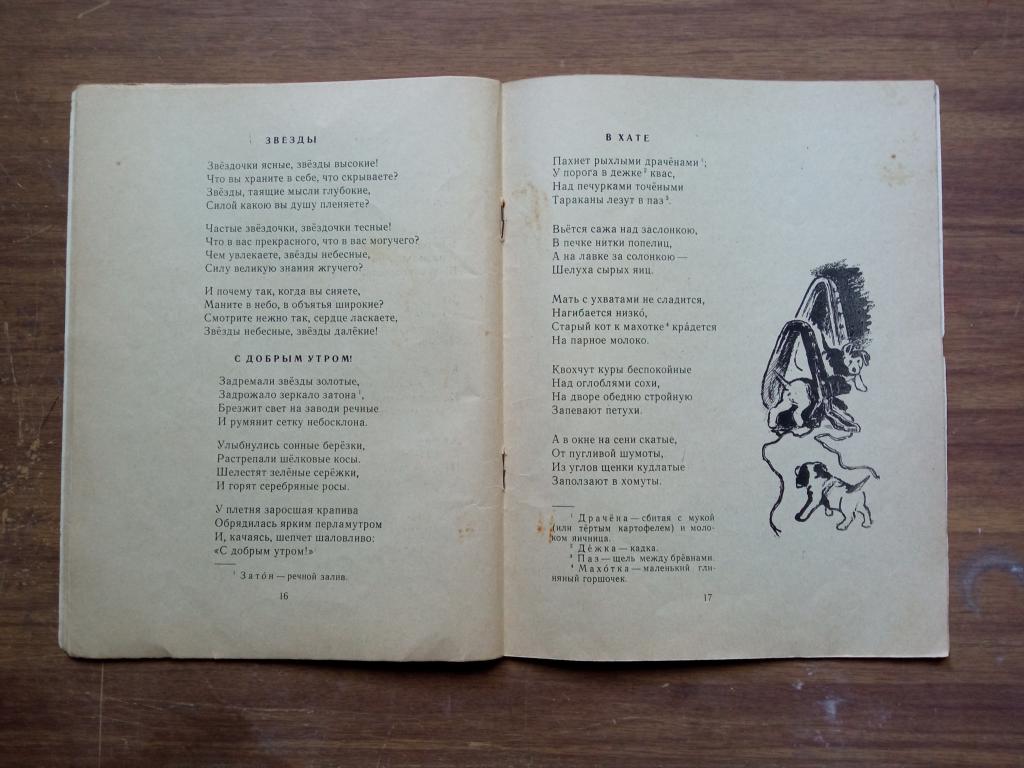 ЗВЁЗДЫ
Звёздочки ясные, звёзды высокие!
Что вы храните в себе, что скрываете?
Звёзды, таящие мысли глубокие,
Силой какою вы душу пленяете?
Частые звёздочки, звёздочки тесные!
Что в вас прекрасного, что в вас могучего?
Чем увлекаете, звёзды небесные,
Силу великую знания жгучего?
И почему так, когда вы сияете,
Маните в небо, в объятья широкие?
Смотрите нежно так, сердце ласкаете,
Звёзды небесные, звёзды далёкие!
С ДОБРЫМ УТРОМ!
Задремали звёзды золотые,
Задрожало зеркало затона¹,
Брезжит свет на заводи речные
И румянит сетку небосклона.
Улыбнулись сонные берёзки,
Растрепали шёлковые косы.
Шелестят зелёные серёжки,
И горят серебряные росы.
У плетня заросшая крапива
Обрядилась ярким перламутром
И, качаясь, шепчет шаловливо:
«С добрым утром!»
¹ Зато́н — речной залив.
16
В ХАТЕ
Пахнет рыхлыми драчёнами¹;
У порога в дежке² квас,
Над печурками точёными
Тараканы лезут в паз³.
Вьётся сажа над заслонкою,
В печке нитки попелиц,
А на лавке за солонкою —
Шелуха сырых яиц.
Мать с ухватами не сладится,
Нагибается низко́,
Старый кот к махотке⁴ кра́дется
На парное молоко.
Квохчут куры беспокойные
Над оглоблями сохи,
На дворе обедню стройную
Запевают петухи.
А в окне на сени скатые,
От пугливой шумоты,
Из углов щенки кудлатые
Заползают в хомуты.
¹ Драчёна — сбитая с мукой
(или тёртым картофелем) и моло-
ком яичница.
² Де́жка — кадка.
³ Паз — щель между брёвнами.
⁴ Махо́тка — маленький гли-
няный горшочек.
17